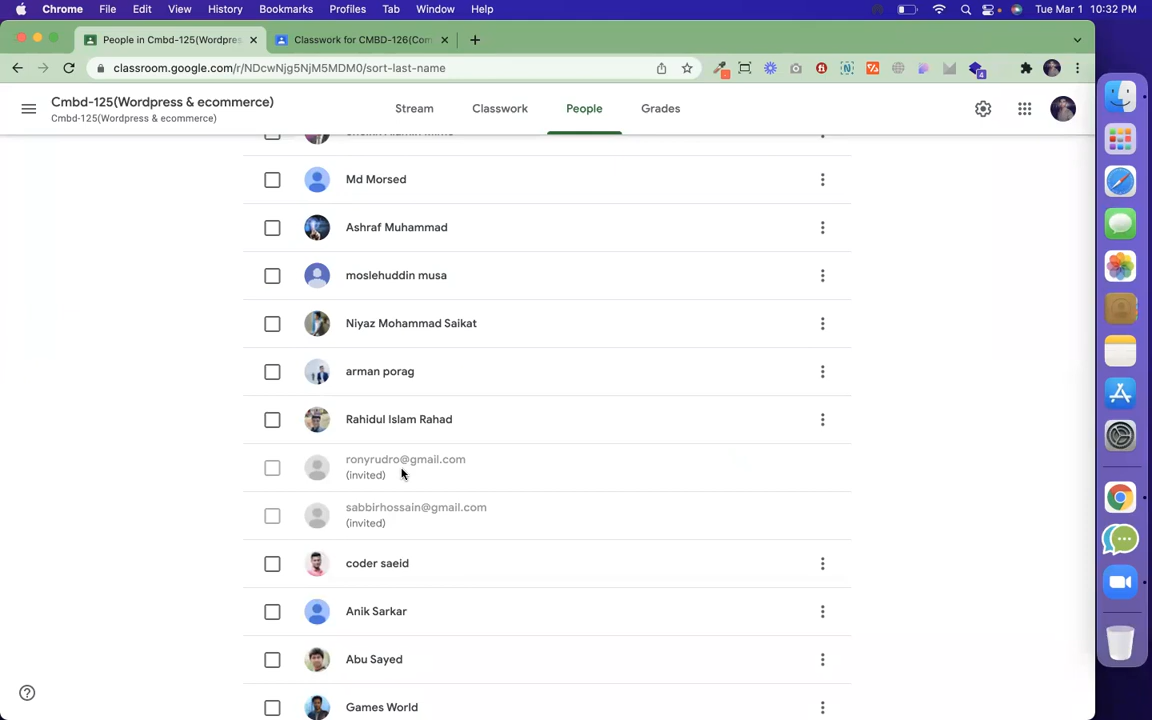 Chrome File Edit View History Bookmarks Profiles Tab Window Help Tue Mar 1 10:32 PM
People in Cmbd-125(Wordpres Classwork for CMBD-126(Com
classroom.google.com/r/NDcwNjg5NjM5MDM0/sort-last-name
4
Cmbd-125(Wordpress & ecommerce)
Cmbd-125(Wordpress & ecommerce)
Stream Classwork People Grades
Md Morsed
Ashraf Muhammad
moslehuddin musa
Niyaz Mohammad Saikat
arman porag
Rahidul Islam Rahad
ronyrudro@gmail.com
(invited)
sabbirhossain@gmail.com
(invited)
coder saeid
Anik Sarkar
Abu Sayed
Games World